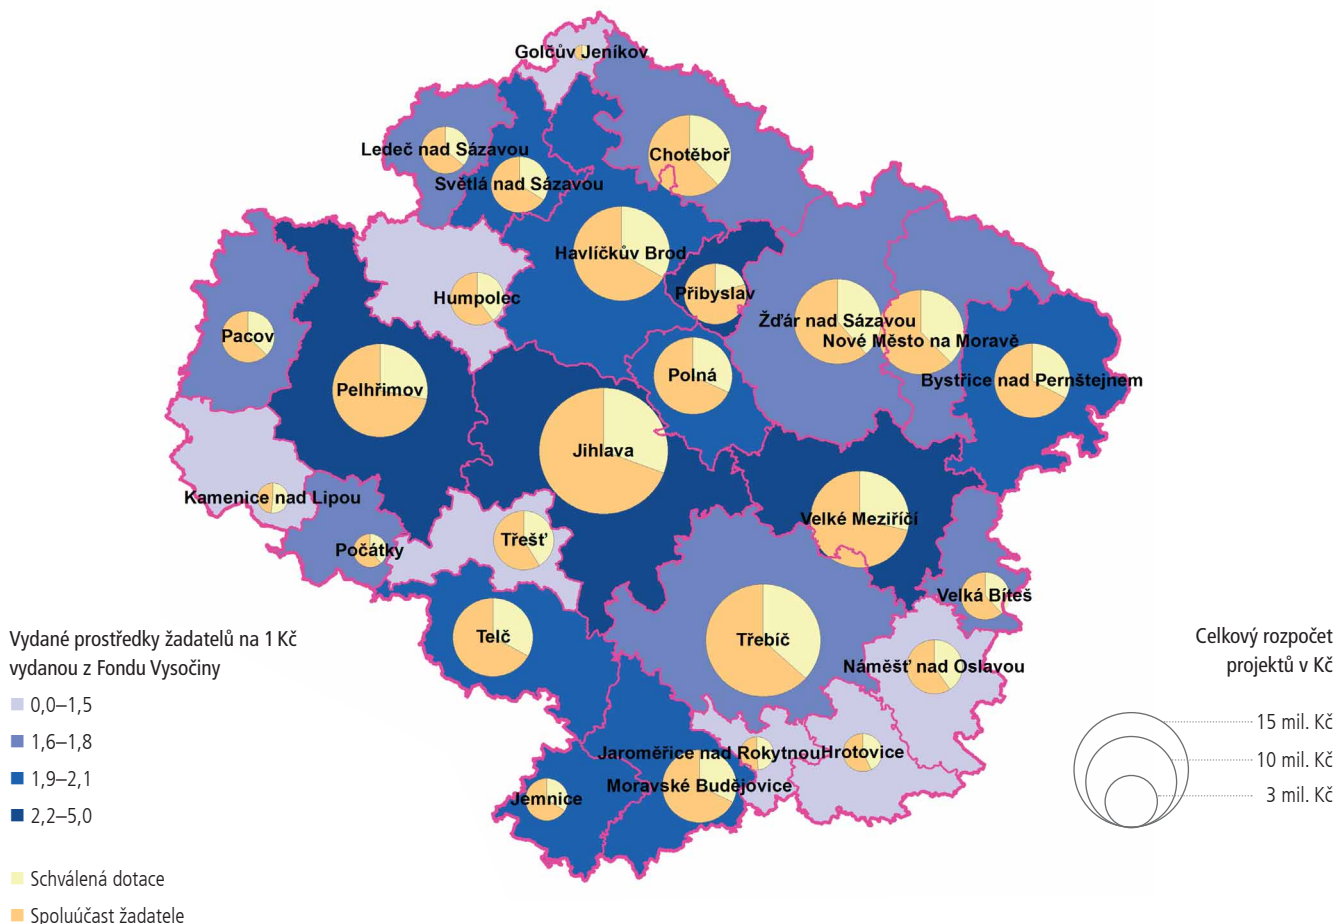 Golčův Jeníkov
Ledeč nad Sázavou
Chotěboř
Světlá nad Sázavou
Havlíčkův Brod
Humpolec
Přibyslav
Pacov
Žďár nad Sázavou
Nové Město na Moravě
Pelhřimov
Polná
Bystřice nad Pernštejnem
Jihlava
Kamenice nad Lipou
Velké Meziříčí
Počátky
Třešť
Velká Bíteš
Telč
Třebíč
Náměšť nad Oslavou
Jaroměřice nad Rokytnou
Hrotovice
Moravské Budějovice
Jemnice
Vydané prostředky žadatelů na 1 Kč
vydanou z Fondu Vysočiny
0,0–1,5
1,6–1,8
1,9–2,1
2,2–5,0
Schválená dotace
Spoluúčast žadatele
Celkový rozpočet
projektů v Kč
15 mil. Kč
10 mil. Kč
3 mil. Kč